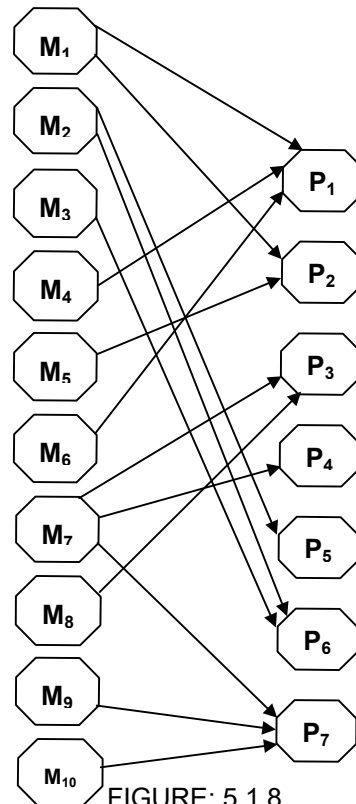 M₁
M₂
M₃
M₄
M₅
M₆
M₇
M₈
M₉
M₁₀
P₁
P₂
P₃
P₄
P₅
P₆
P₇
FIGURE: 5.1.8